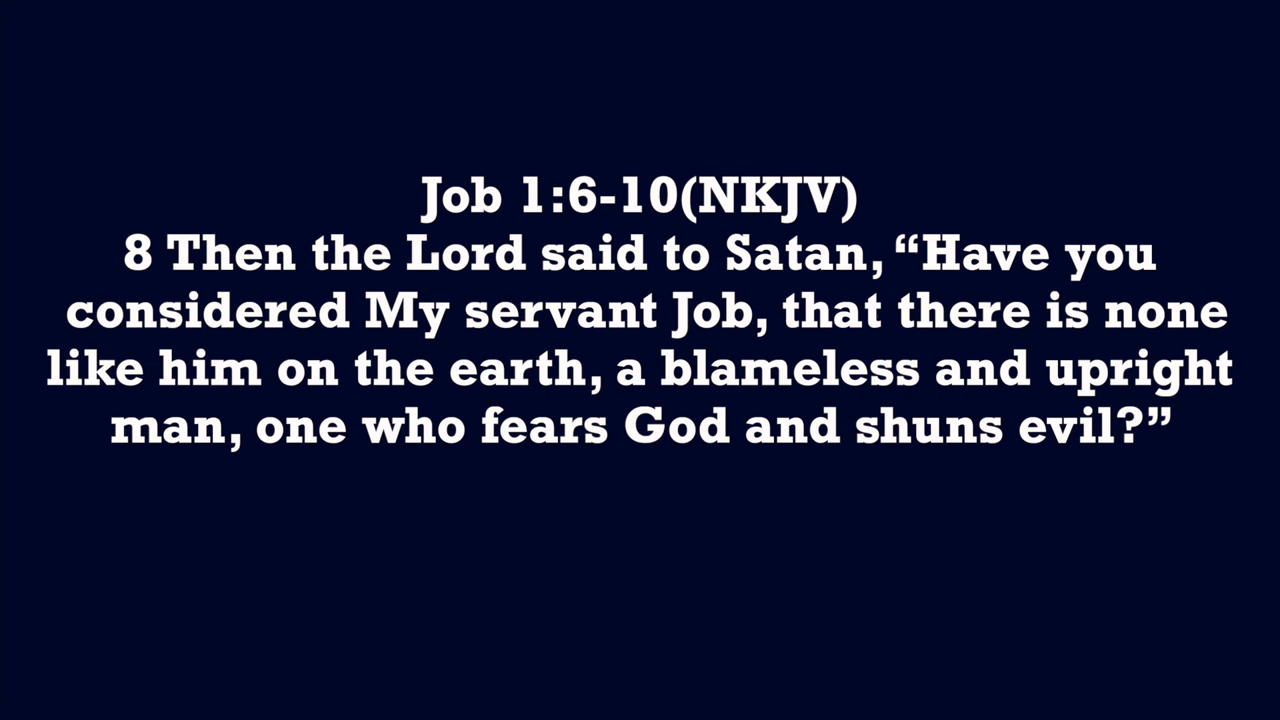 Job 1:6-10(NKJV)
8 Then the Lord said to Satan, “Have you
considered My servant Job, that there is none
like him on the earth, a blameless and upright
man, one who fears God and shuns evil?”